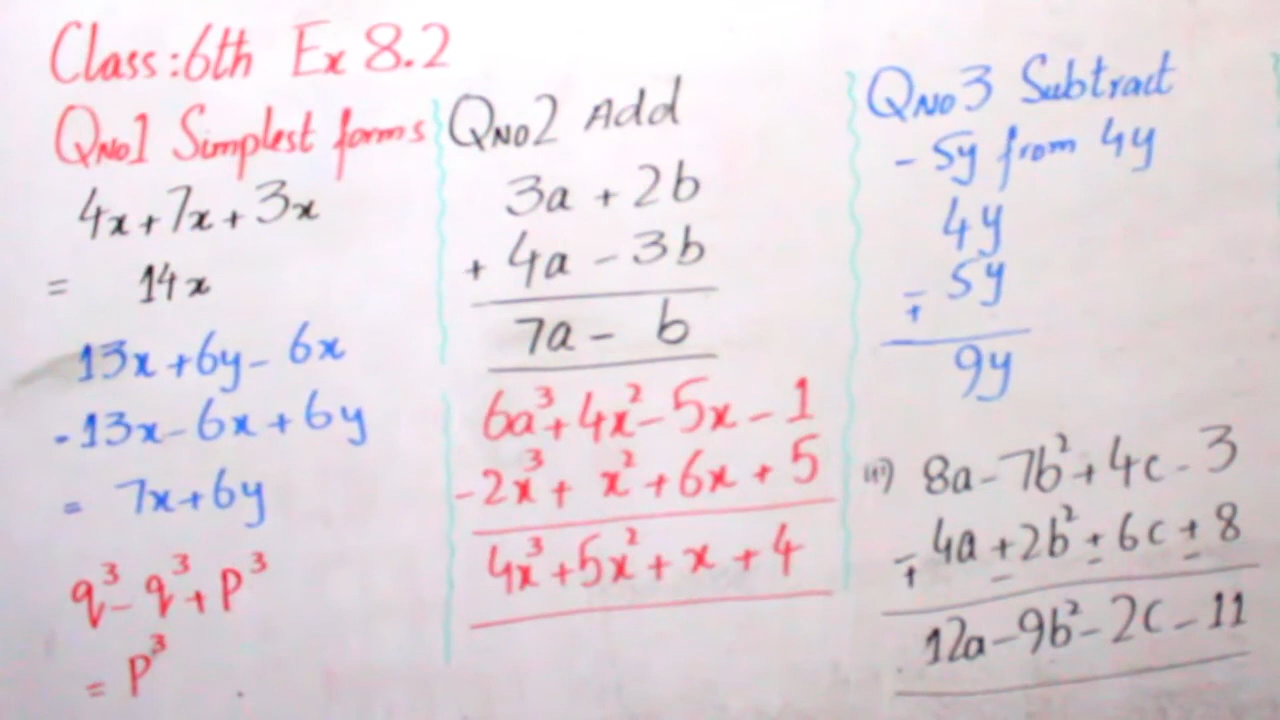 Class:6th Ex 8.2
QNo1 Simplest forms
4x+7x+3x
= 14x
13x+6y-6x
-13x-6x+6y
= 7x+6y
q³-q³+p³
= p³
QNo2 Add
3a+2b
+ 4a-3b
7a- b
6a³+4x²-5x-1
-2x³+ x²+6x+5
4x³+5x²+x+4
QNo3 Subtract
-5y from 4y
4y
- 5y
+
9y
iii) 8a-7b²+4c-3
-4a+2b²+6c+8
+ - - -
12a-9b²-2c-11